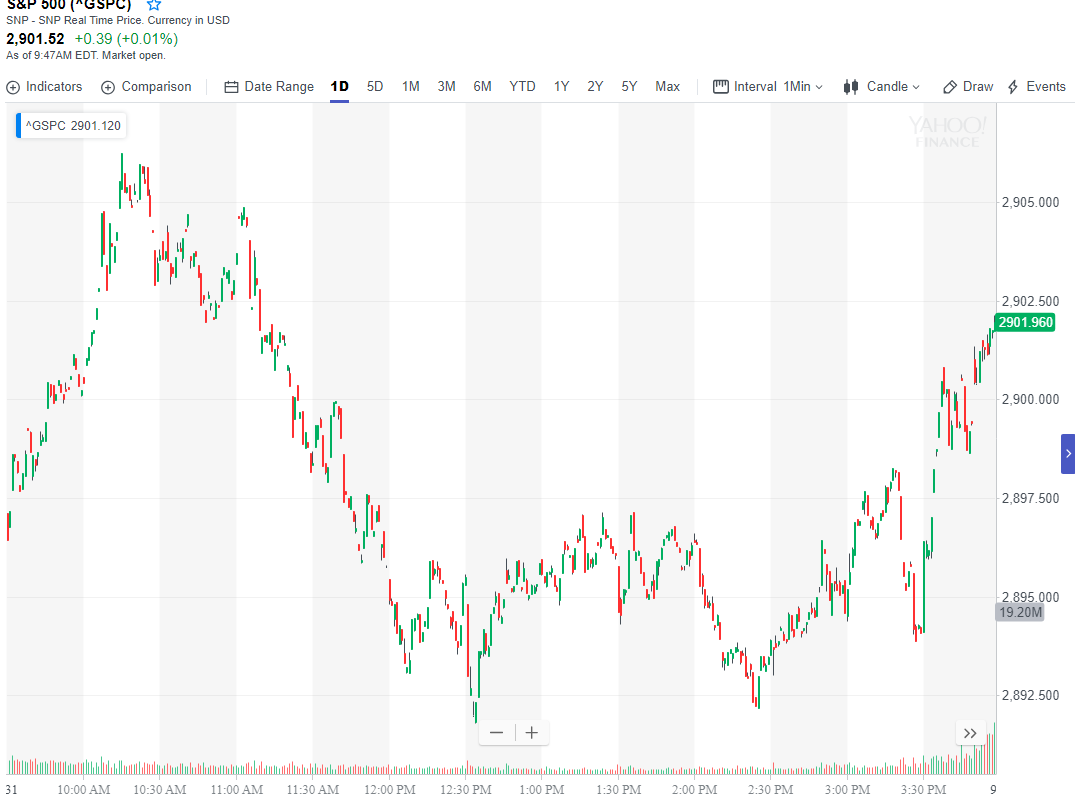 S&P 500 (^GSPC)
SNP - SNP Real Time Price. Currency in USD
2,901.52 +0.39 (+0.01%)
As of 9:47AM EDT. Market open.
Indicators Comparison Date Range 1D 5D 1M 3M 6M YTD 1Y 2Y 5Y Max Interval 1Min Candle Draw Events
^GSPC 2901.120
YAHOO!
FINANCE
2,905.000
2,902.500
2901.960
2,900.000
2,897.500
2,895.000
19.20M
2,892.500
31 10:00 AM 10:30 AM 11:00 AM 11:30 AM 12:00 PM 12:30 PM 1:00 PM 1:30 PM 2:00 PM 2:30 PM 3:00 PM 3:30 PM 9